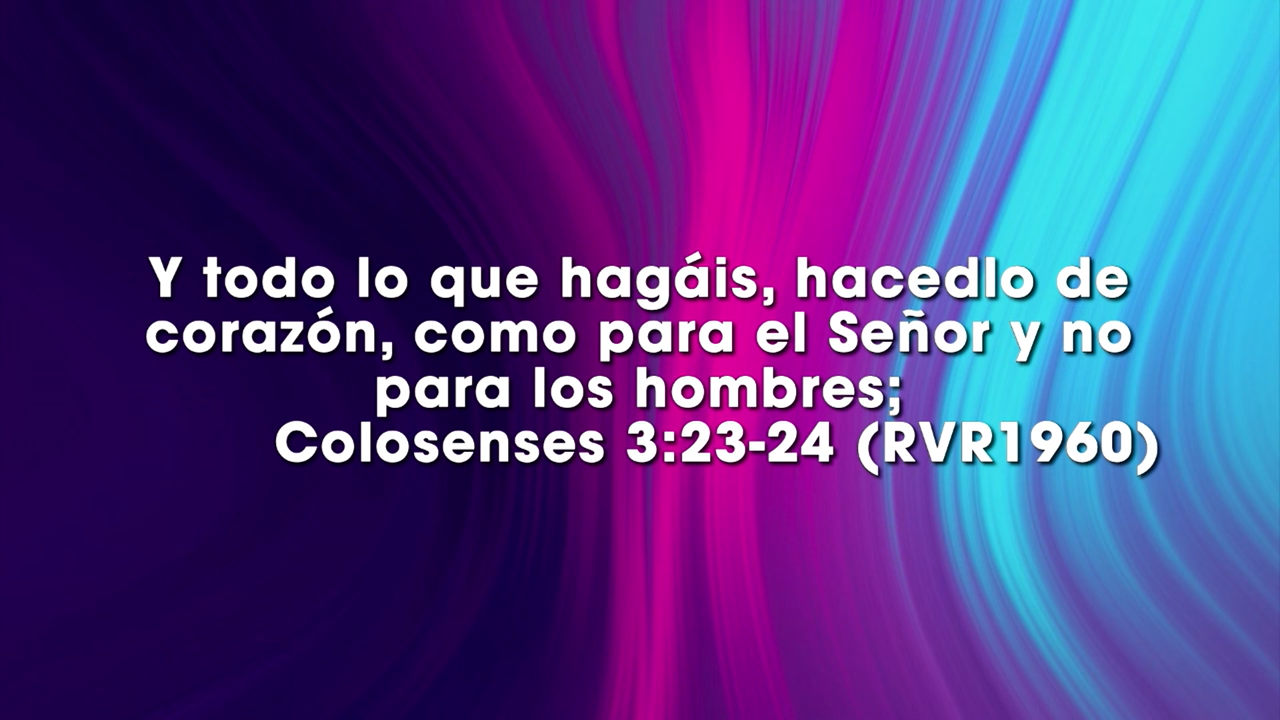 Y todo lo que hagáis, hacedlo de
corazón, como para el Señor y no
para los hombres;
Colosenses 3:23-24 (RVR1960)